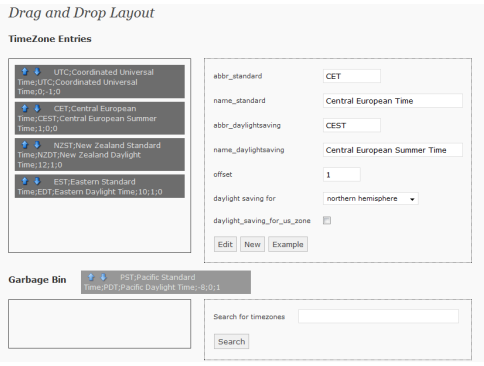 Drag and Drop Layout
TimeZone Entries
UTC;Coordinated Universal
Time;UTC;Coordinated Universal
Time;0;-1;0
CET;Central European
Time;CEST;Central European Summer
Time;1;0;0
NZST;New Zealand Standard
Time;NZDT;New Zealand Daylight
Time;12;1;0
EST;Eastern Standard
Time;EDT;Eastern Daylight Time;10;1;0
abbr_standard CET
name_standard Central European Time
abbr_daylightsaving CEST
name_daylightsaving Central European Summer Time
offset 1
daylight saving for northern hemisphere
daylight_saving_for_us_zone
Edit New Example
Garbage Bin
PST;Pacific Standard
Time;PDT;Pacific Daylight Time;-8;0;1
Search for timezones
Search